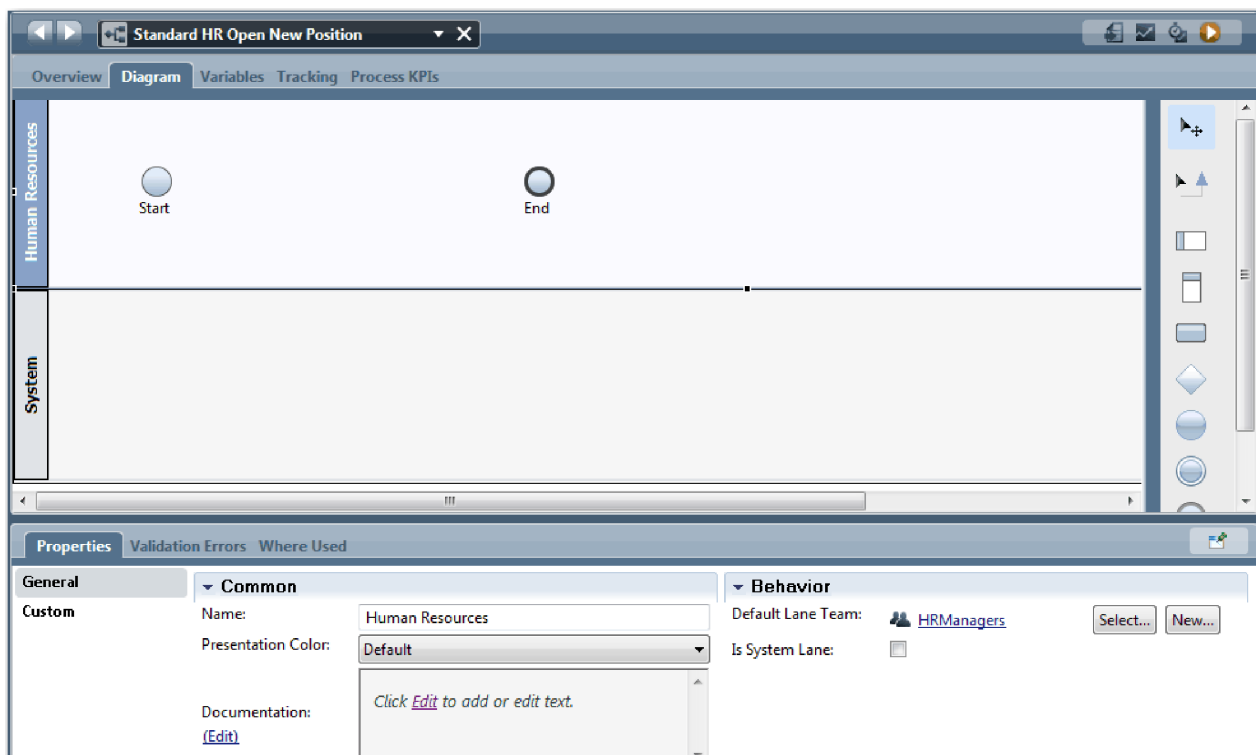 Standard HR Open New Position
Overview Diagram Variables Tracking Process KPIs
Human Resources
Start End
System
Properties Validation Errors Where Used
General
Custom
Common
Name: Human Resources
Presentation Color: Default
Documentation: Click Edit to add or edit text.
(Edit)
Behavior
Default Lane Team: HRManagers Select... New...
Is System Lane: